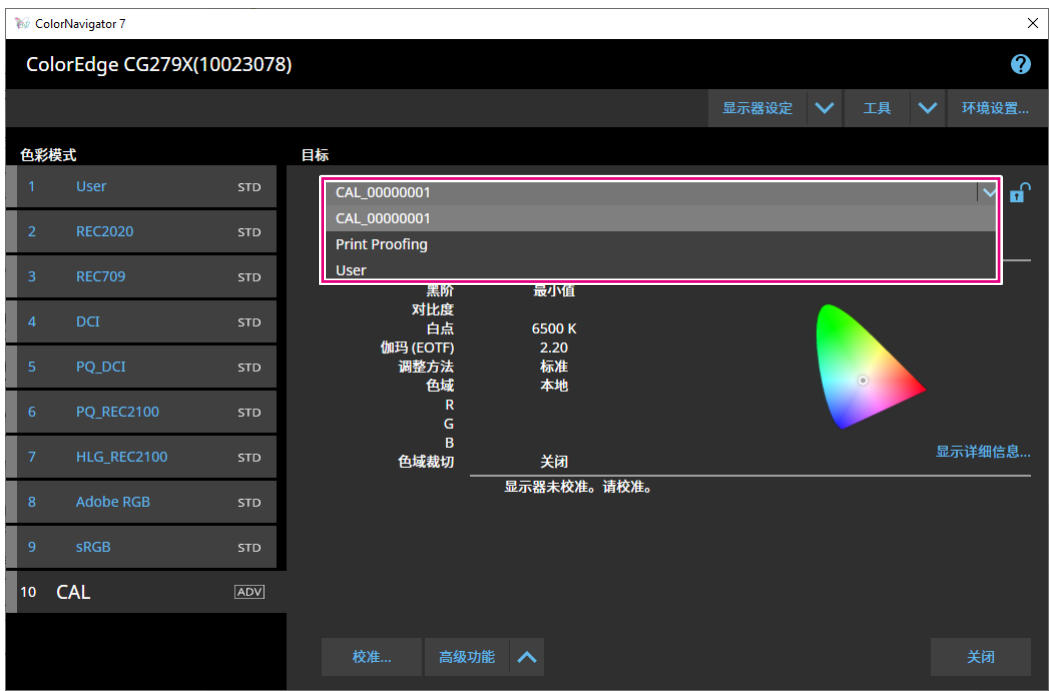 ColorNavigator 7
ColorEdge CG279X(10023078)
显示器设定 工具 环境设置...
色彩模式
1 User STD
2 REC2020 STD
3 REC709 STD
4 DCI STD
5 PQ_DCI STD
6 PQ_REC2100 STD
7 HLG_REC2100 STD
8 Adobe RGB STD
9 sRGB STD
10 CAL ADV
目标
CAL_00000001
CAL_00000001
Print Proofing
User
黑阶 最小值
对比度
白点 6500 K
伽玛 (EOTF) 2.20
调整方法 标准
色域 本地
R
G
B
色域裁切 关闭
显示详细信息...
显示器未校准。请校准。
校准... 高级功能 关闭